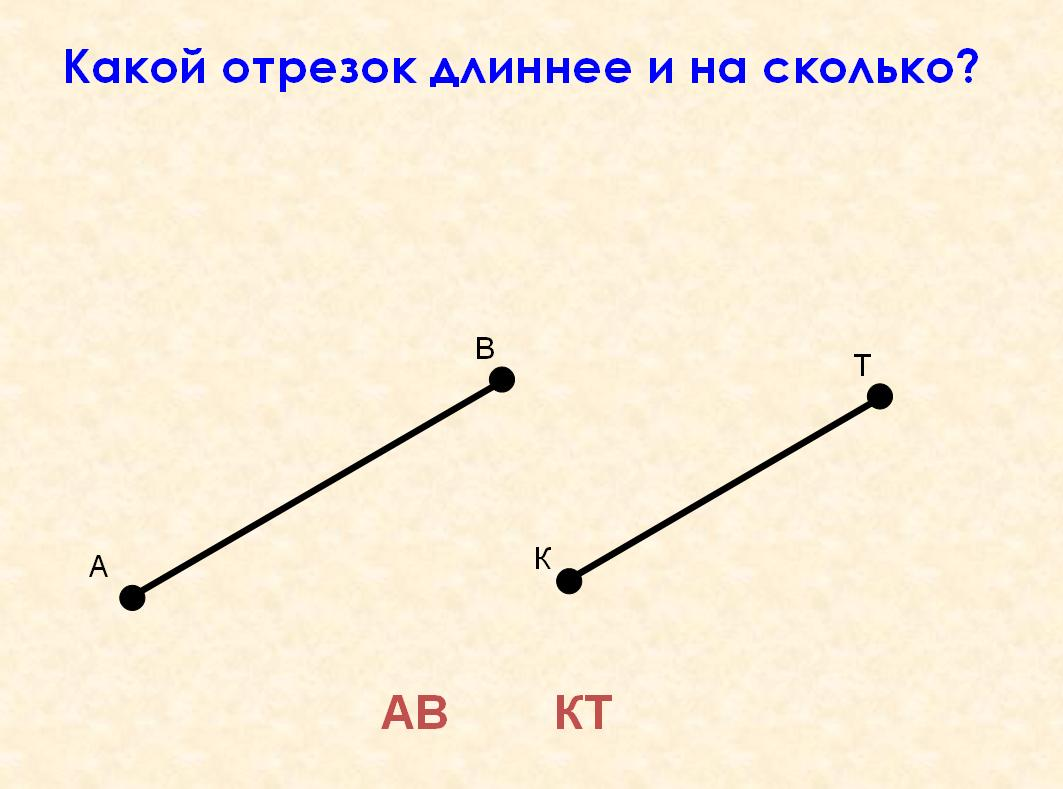 Какой отрезок длиннее и на сколько?
В
Т
А
К
АВ КТ